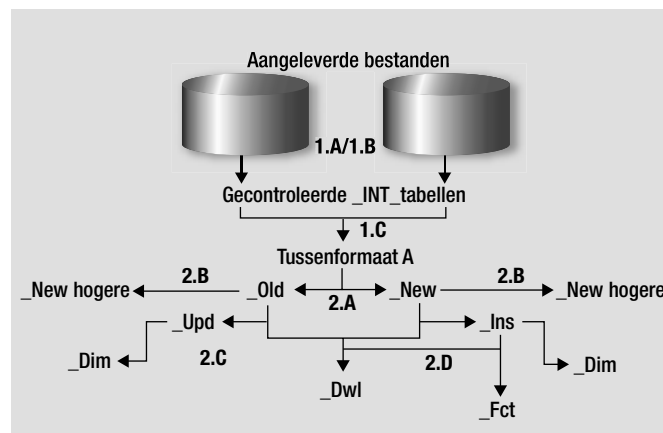 Aangeleverde bestanden
1.A/1.B
Gecontroleerde _INT_tabellen
1.C
Tussenformaat A
2.B 2.B
_New hogere _Old _New _New hogere
2.A
_Upd _Ins
_Dim 2.C 2.D _Dim
_Dwl
_Fct